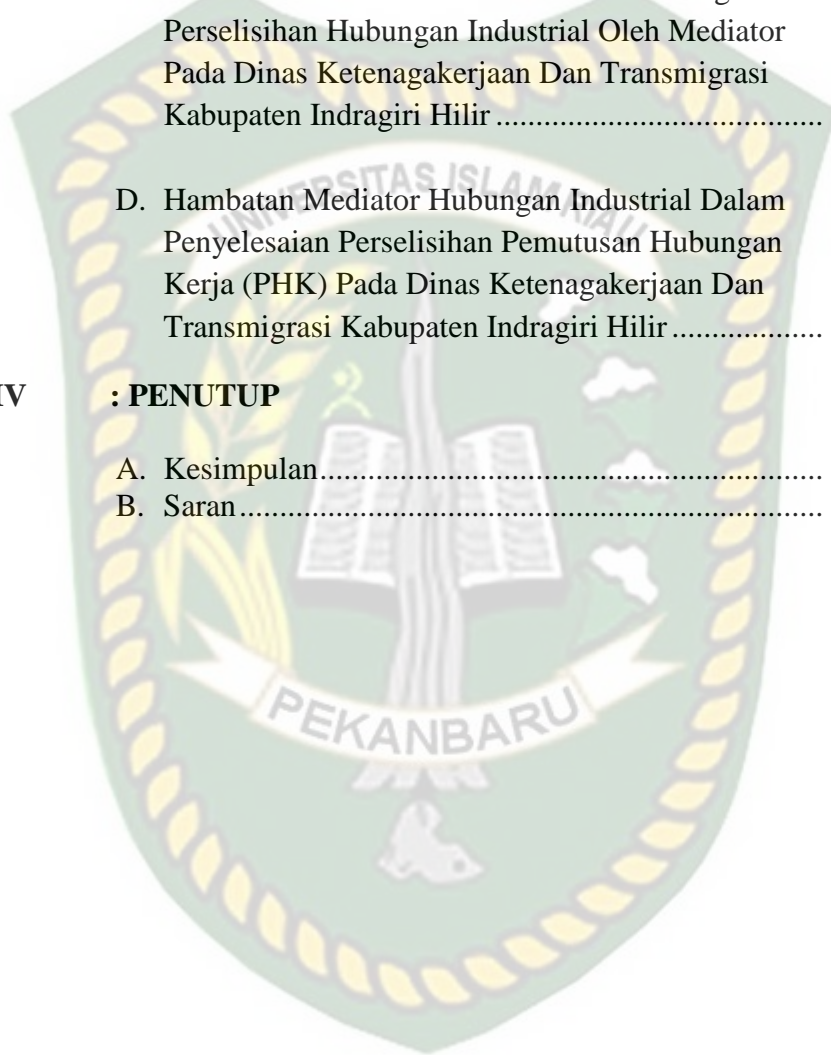 Perselisihan Hubungan Industrial Oleh Mediator
Pada Dinas Ketenagakerjaan Dan Transmigrasi
Kabupaten Indragiri Hilir .........................................
D. Hambatan Mediator Hubungan Industrial Dalam
Penyelesaian Perselisihan Pemutusan Hubungan
Kerja (PHK) Pada Dinas Ketenagakerjaan Dan
Transmigrasi Kabupaten Indragiri Hilir ...................
IV : PENUTUP
A. Kesimpulan...............................................................
B. Saran .........................................................................
UNIVERSITAS ISLAM RIAU
PEKANBARU